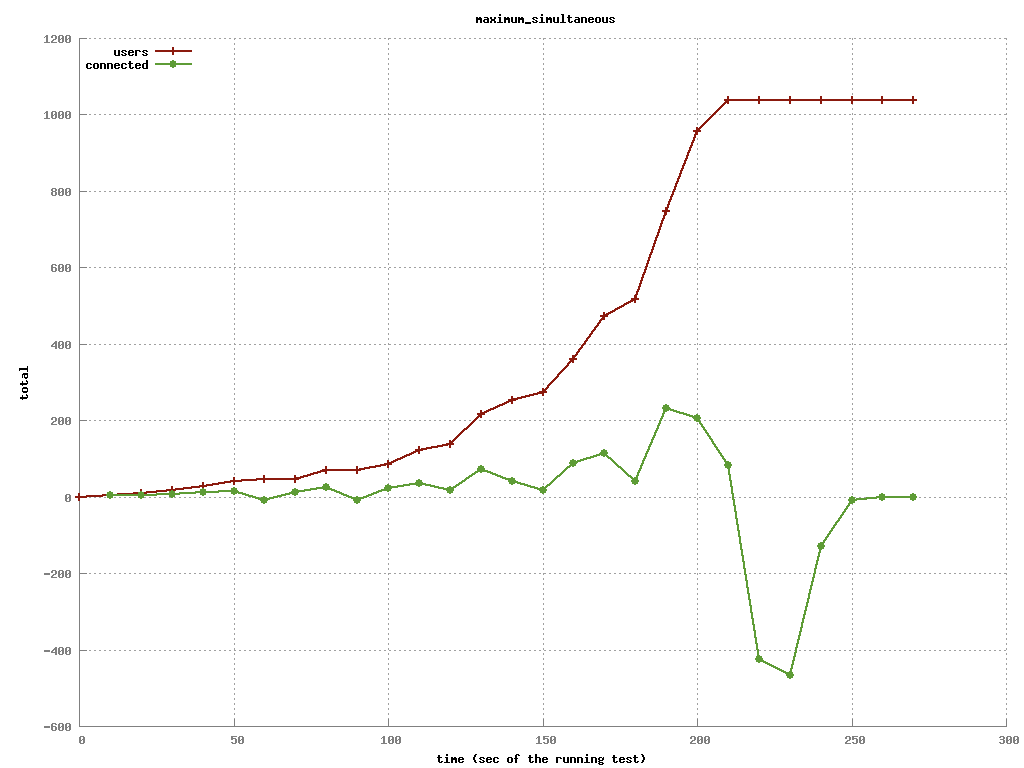 maximum_simultaneous
1200
users
connected
1000
800
600
400
total
200
0
-200
-400
-600
0 50 100 150 200 250 300
time (sec of the running test)